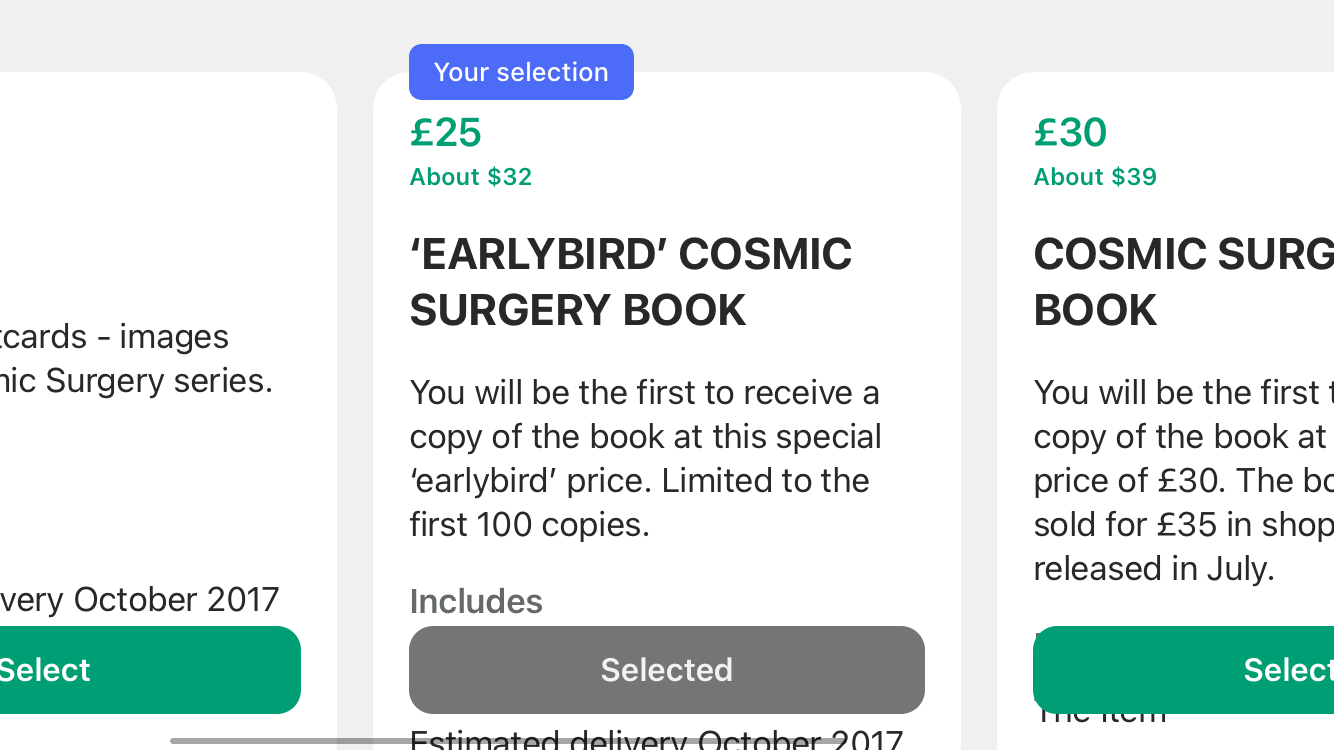 tcards - images
mic Surgery series.
very October 2017
Select
Your selection
£25
About $32
‘EARLYBIRD’ COSMIC
SURGERY BOOK
You will be the first to receive a
copy of the book at this special
‘earlybird’ price. Limited to the
first 100 copies.
Includes
Selected
Estimated delivery October 2017
£30
About $39
COSMIC SURG
BOOK
You will be the first t
copy of the book at
price of £30. The bo
sold for £35 in shop
released in July.
Select
The item